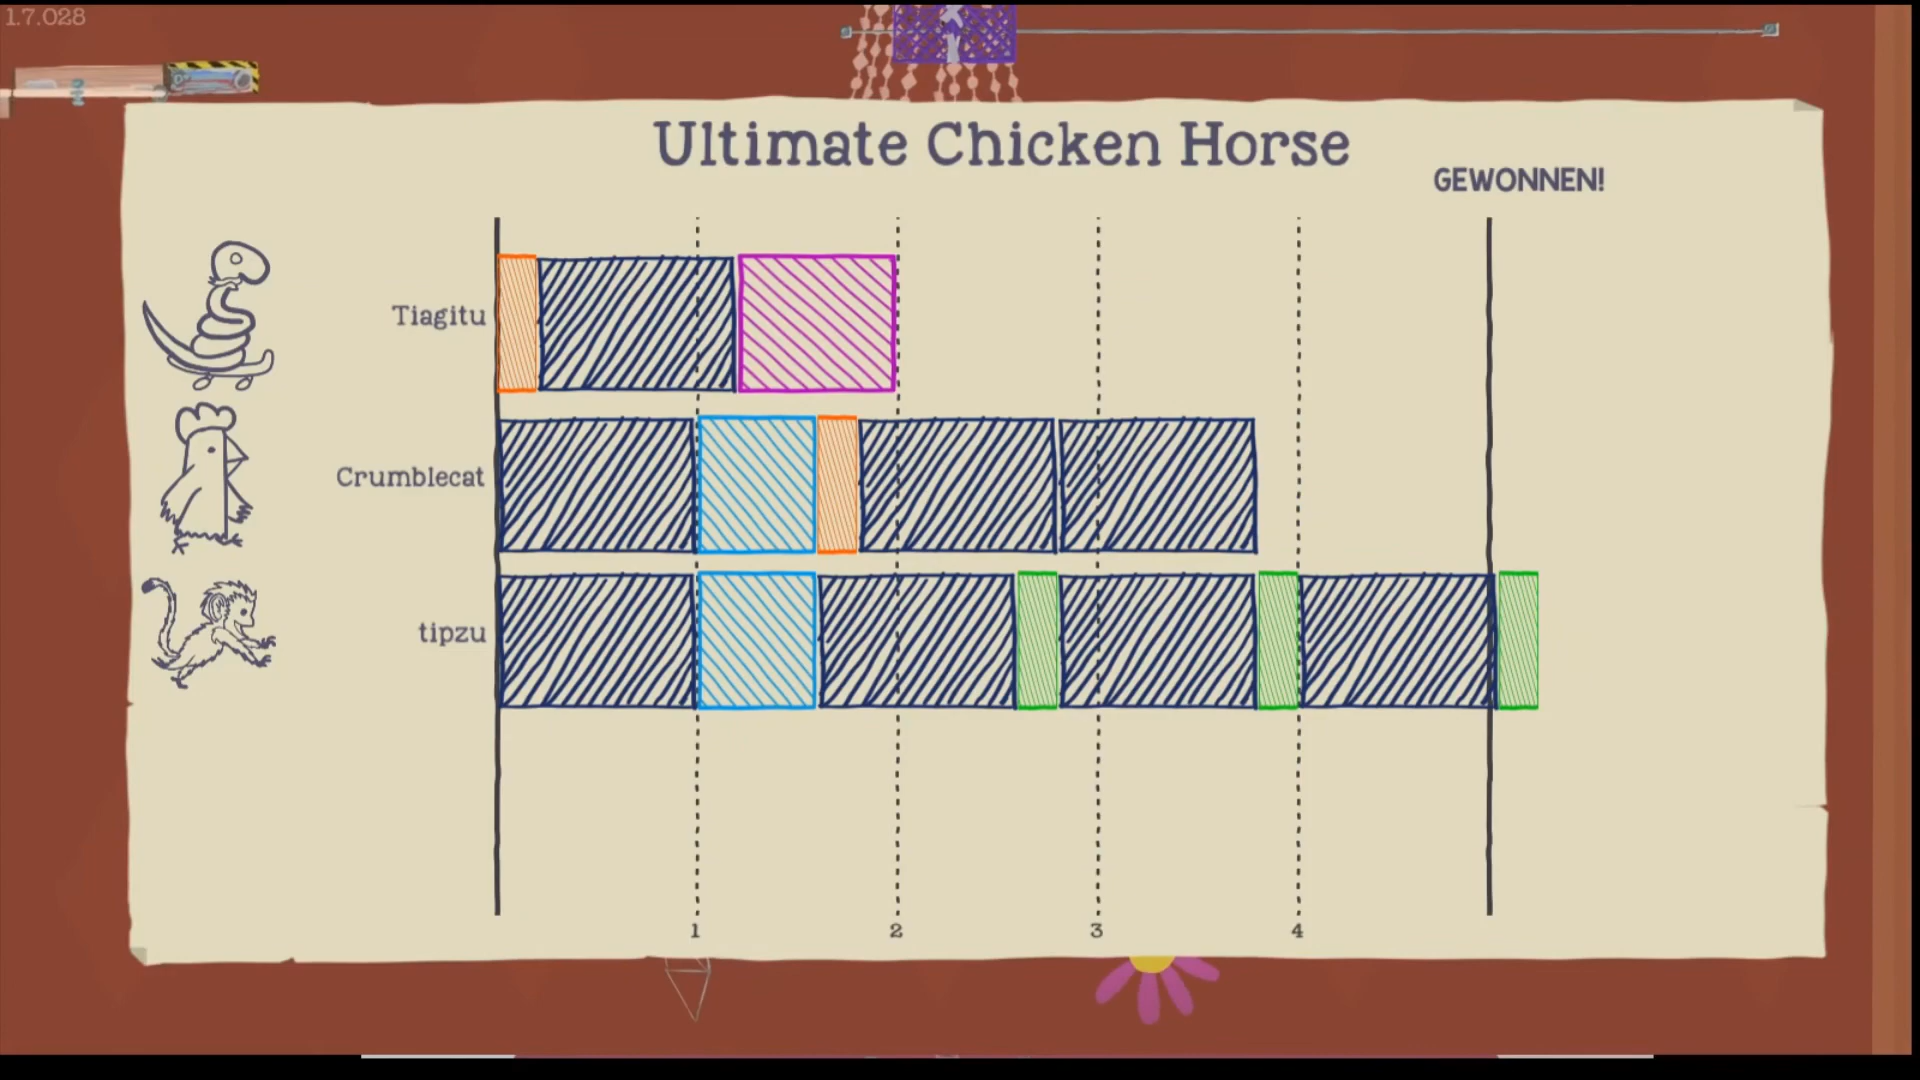 1.7.028
Ultimate Chicken Horse
GEWONNEN!
Tiagitu
Crumblecat
tipzu
1 2 3 4